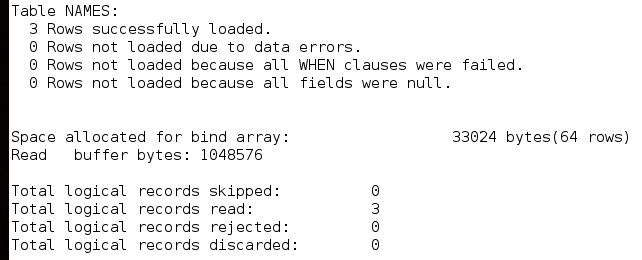 Table NAMES:
  3 Rows successfully loaded.
  0 Rows not loaded due to data errors.
  0 Rows not loaded because all WHEN clauses were failed.
  0 Rows not loaded because all fields were null.
Space allocated for bind array:                  33024 bytes(64 rows)
Read   buffer bytes: 1048576
Total logical records skipped:          0
Total logical records read:             3
Total logical records rejected:         0
Total logical records discarded:        0